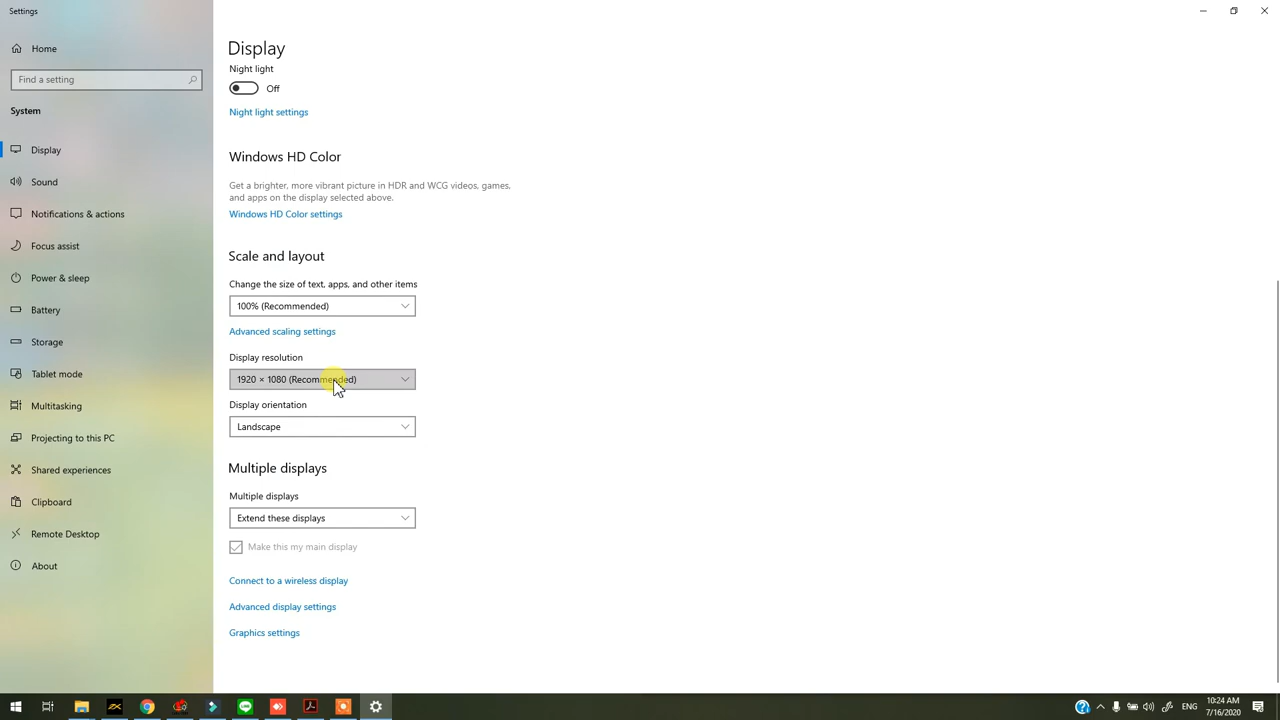 Settings
Home
Find a setting
System
Display
Sound
Notifications & actions
Focus assist
Power & sleep
Battery
Storage
Tablet mode
Multitasking
Projecting to this PC
Shared experiences
Clipboard
Remote Desktop
About
Display
Night light
Off
Night light settings
Windows HD Color
Get a brighter, more vibrant picture in HDR and WCG videos, games,
and apps on the display selected above.
Windows HD Color settings
Scale and layout
Change the size of text, apps, and other items
100% (Recommended)
Advanced scaling settings
Display resolution
1920 × 1080 (Recommended)
Display orientation
Landscape
Multiple displays
Multiple displays
Extend these displays
Make this my main display
Connect to a wireless display
Advanced display settings
Graphics settings
LINE
ENG
10:24 AM
7/16/2020